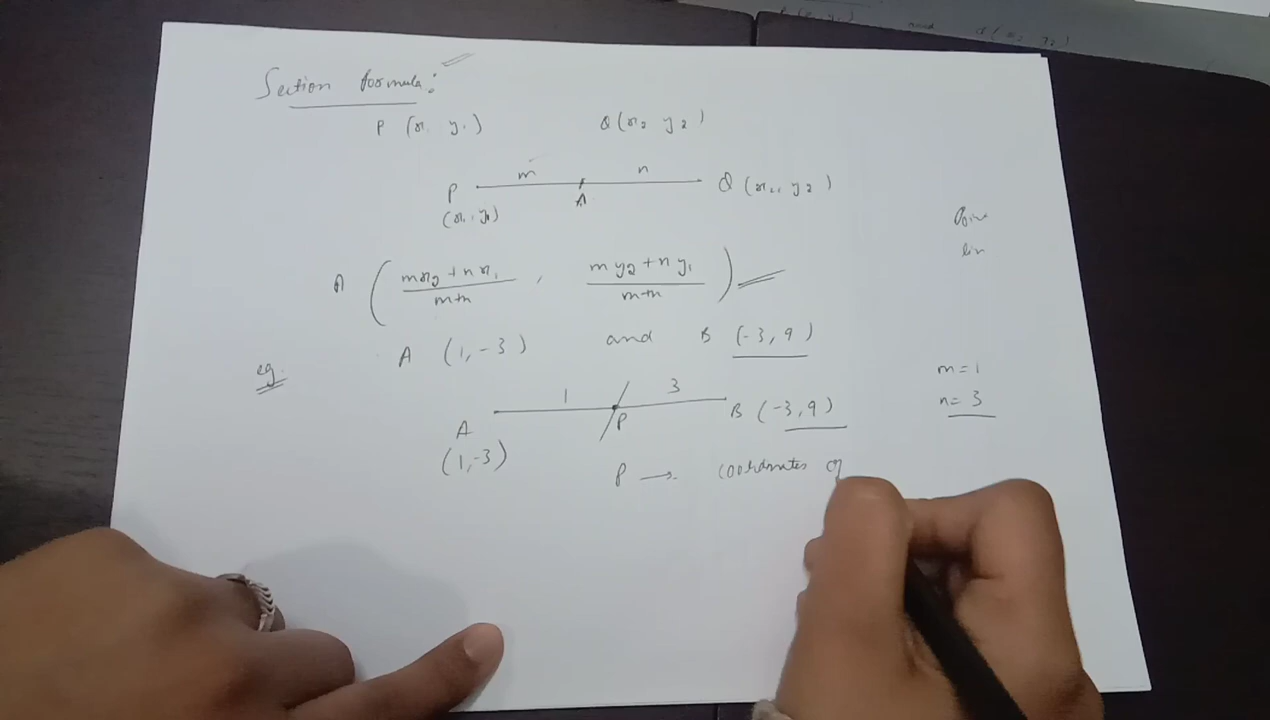 Section formula:
P (x₁ y₁) Q (x₂ y₂)
m n
P A Q (x₂, y₂)
(x₁, y₁)
A ( mx₂ + nx₁ / m+n , my₂ + ny₁ / m+n )
eg. A (1, -3) and B (-3, 9)
m = 1
1 3
n = 3
A P B (-3, 9)
(1, -3)
P → coordinates of